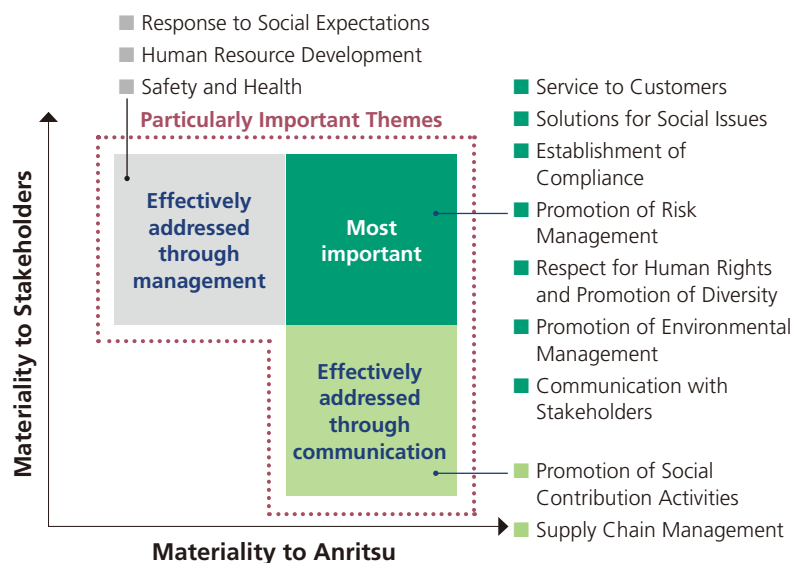 Response to Social Expectations
Human Resource Development
Safety and Health
Particularly Important Themes
Materiality to Stakeholders
Effectively
addressed
through
management
Most
important
Effectively
addressed
through
communication
Service to Customers
Solutions for Social Issues
Establishment of
Compliance
Promotion of Risk
Management
Respect for Human Rights
and Promotion of Diversity
Promotion of Environmental
Management
Communication with
Stakeholders
Promotion of Social
Contribution Activities
Supply Chain Management
Materiality to Anritsu